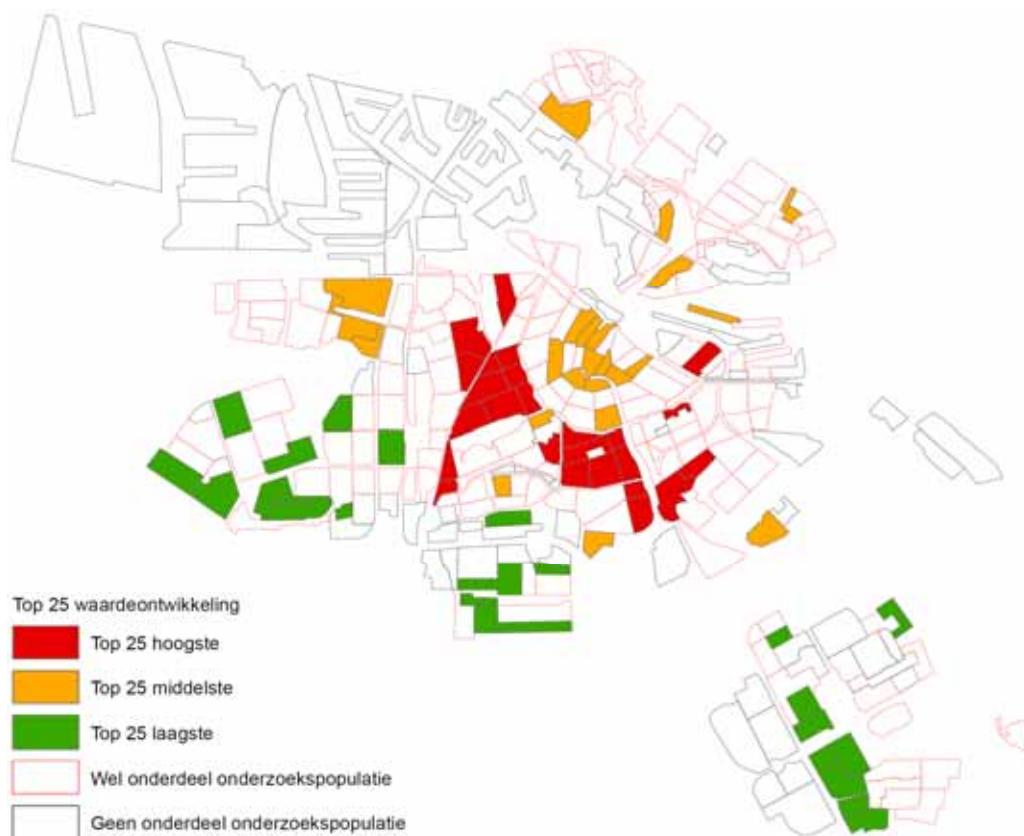 Top 25 waardeontwikkeling
Top 25 hoogste
Top 25 middelste
Top 25 laagste
Wel onderdeel onderzoekspopulatie
Geen onderdeel onderzoekspopulatie